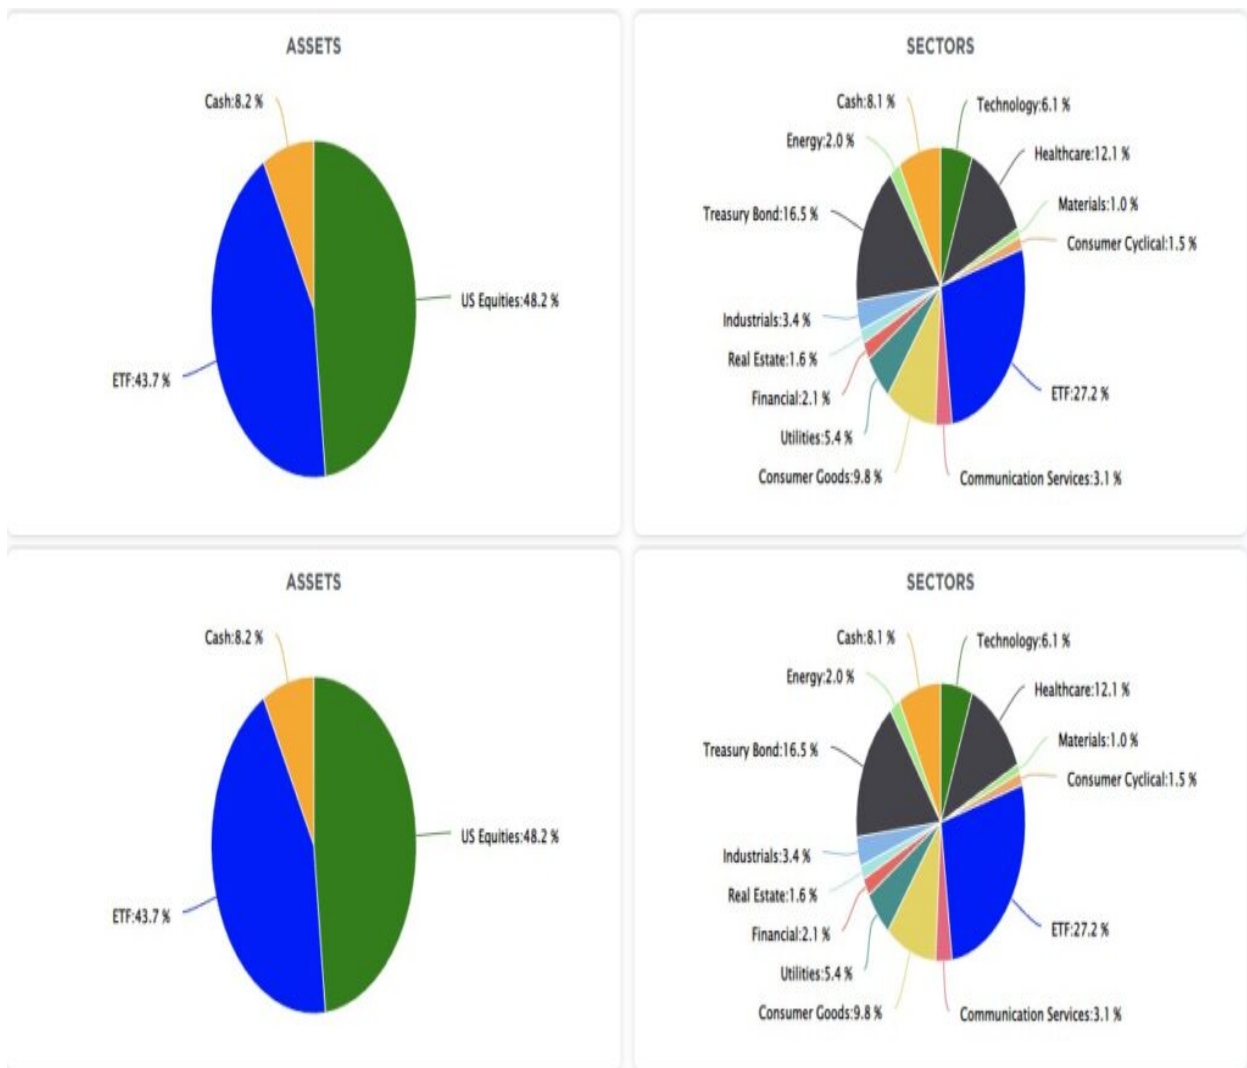 ASSETS
Cash:8.2 %
US Equities:48.2 %
ETF:43.7 %
SECTORS
Cash:8.1 %
Technology:6.1 %
Energy:2.0 %
Healthcare:12.1 %
Materials:1.0 %
Treasury Bond:16.5 %
Consumer Cyclical:1.5 %
Industrials:3.4 %
Real Estate:1.6 %
ETF:27.2 %
Financial:2.1 %
Utilities:5.4 %
Consumer Goods:9.8 %
Communication Services:3.1 %
ASSETS
Cash:8.2 %
US Equities:48.2 %
ETF:43.7 %
SECTORS
Cash:8.1 %
Technology:6.1 %
Energy:2.0 %
Healthcare:12.1 %
Materials:1.0 %
Treasury Bond:16.5 %
Consumer Cyclical:1.5 %
Industrials:3.4 %
Real Estate:1.6 %
ETF:27.2 %
Financial:2.1 %
Utilities:5.4 %
Consumer Goods:9.8 %
Communication Services:3.1 %